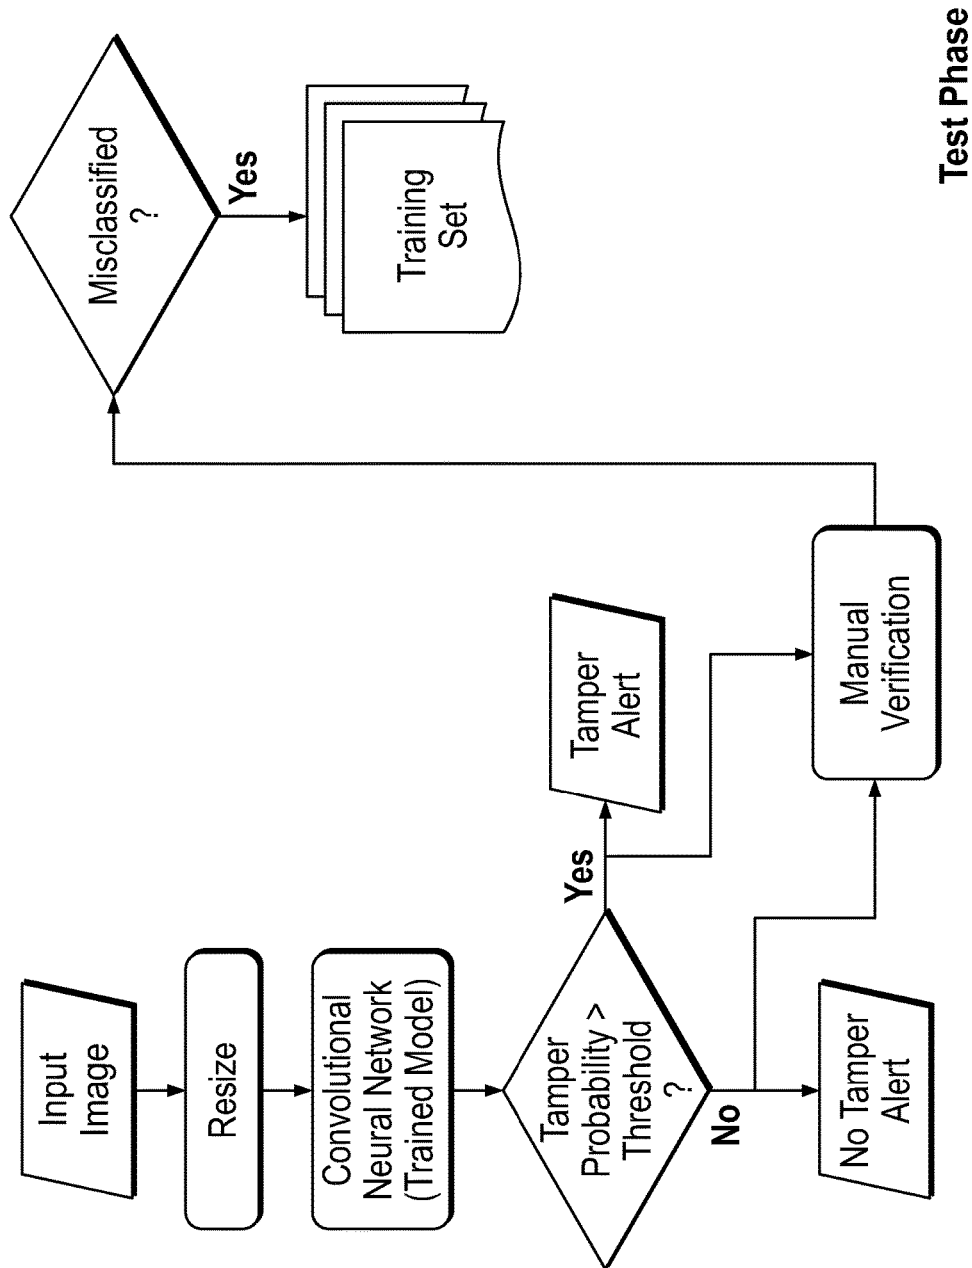 Input
Image
Resize
Convolutional
Neural Network
(Trained Model)
Tamper
Probability >
Threshold
?
Yes
No
Tamper
Alert
No Tamper
Alert
Manual
Verification
Misclassified
?
Yes
Training
Set
Test Phase